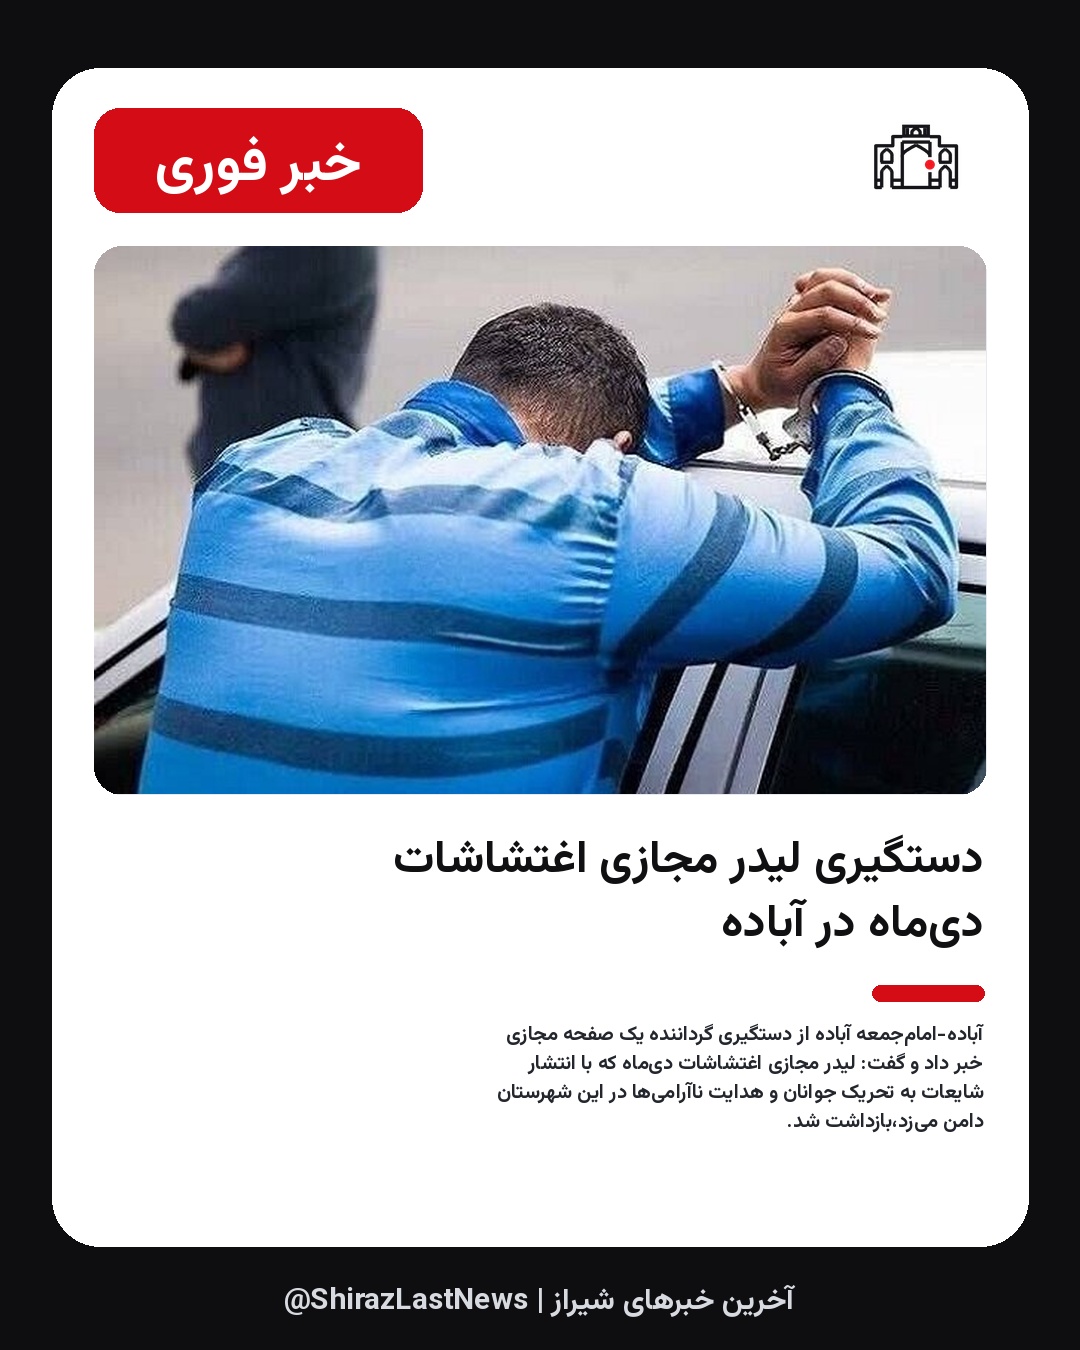 خبر فوری
دستگیری لیدر مجازی اغتشاشات
دی‌ماه در آباده
آباده-امام‌جمعه آباده از دستگیری گرداننده یک صفحه مجازی
خبر داد و گفت: لیدر مجازی اغتشاشات دی‌ماه که با انتشار
شایعات به تحریک جوانان و هدایت ناآرامی‌ها در این شهرستان
دامن می‌زد،بازداشت شد.
آخرین خبرهای شیراز | @ShirazLastNews